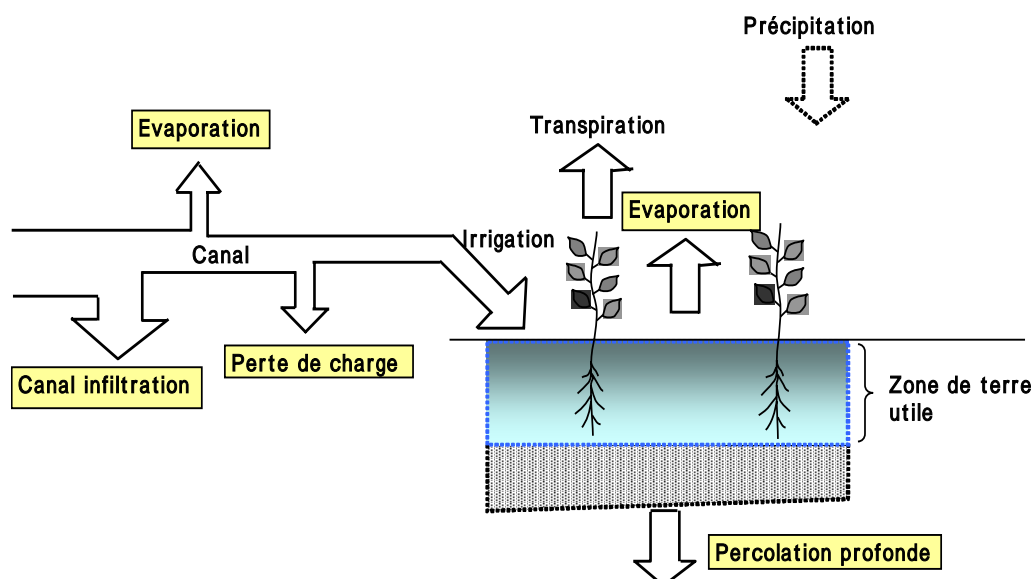 Précipitation
Evaporation
Transpiration
Evaporation
Irrigation
Canal
Canal infiltration
Perte de charge
Zone de terre
utile
Percolation profonde